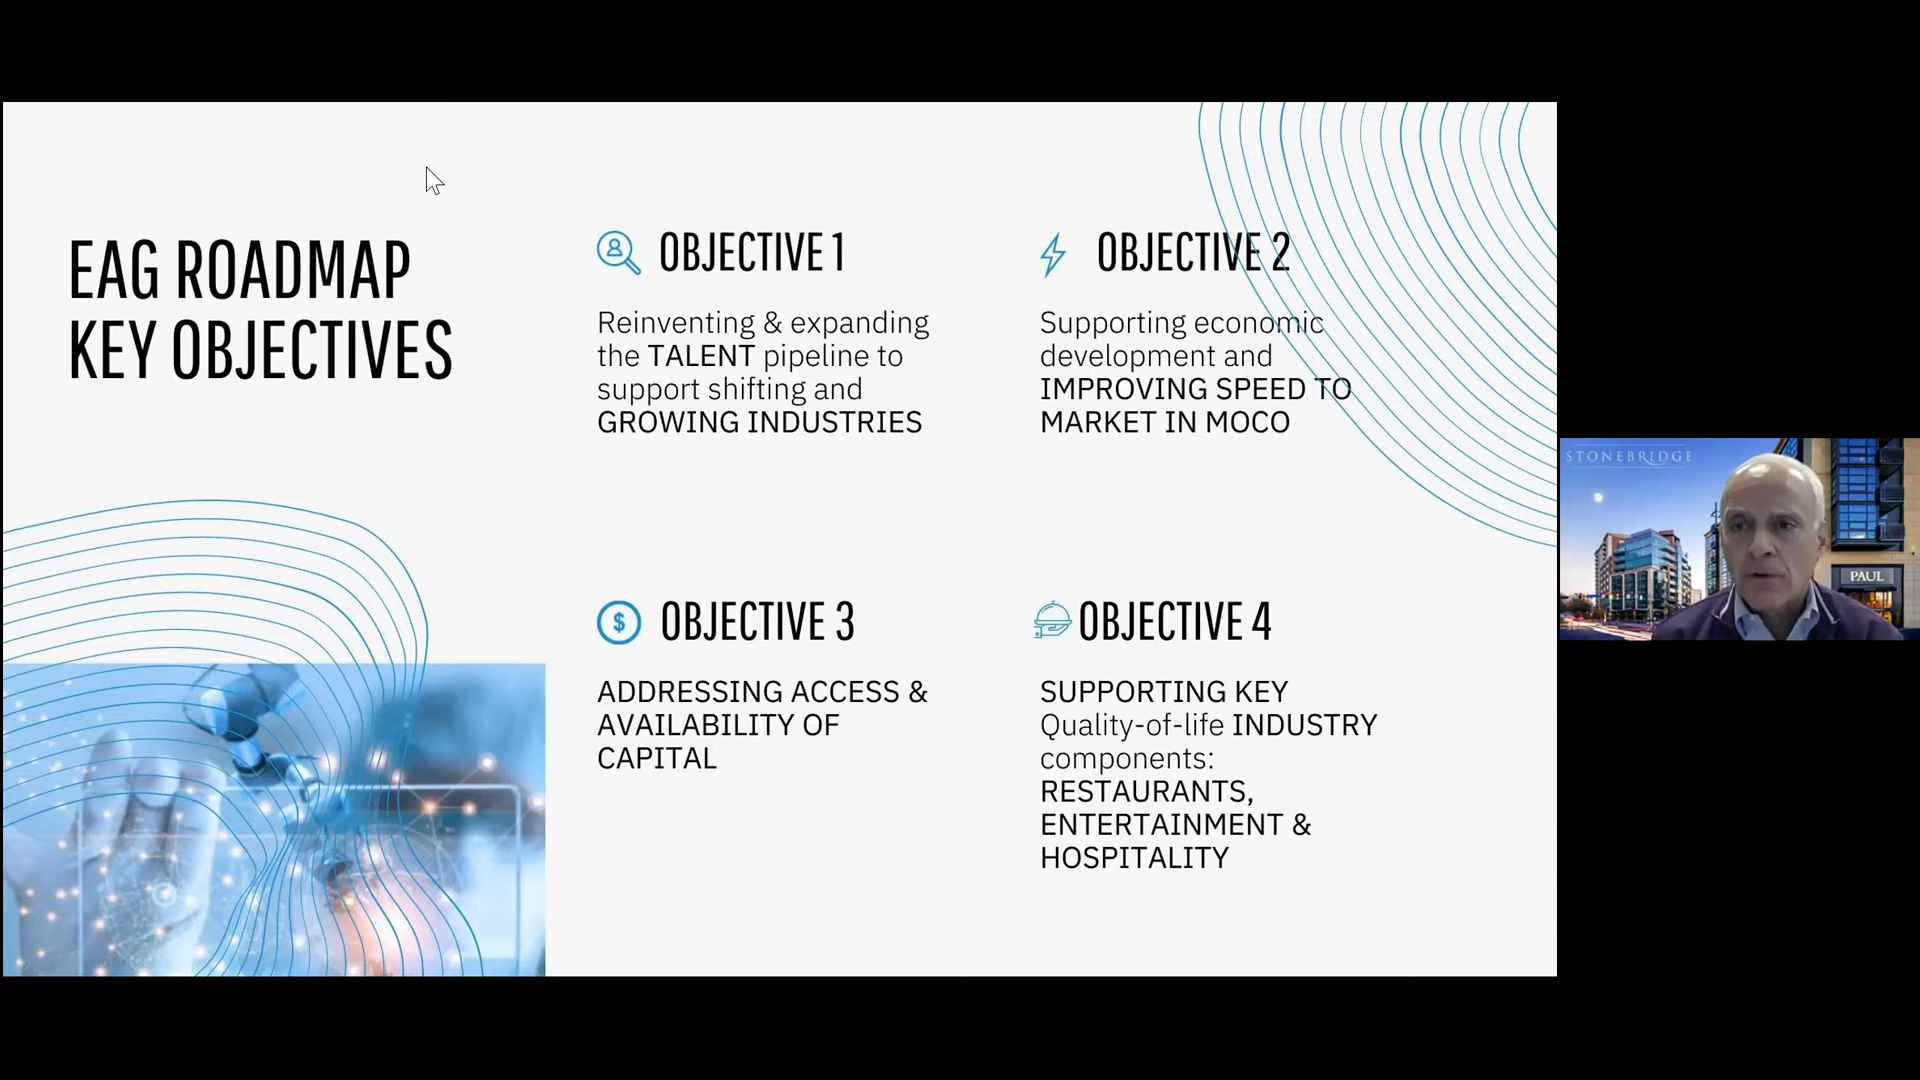 EAG ROADMAP
KEY OBJECTIVES
OBJECTIVE 1
Reinventing & expanding
the TALENT pipeline to
support shifting and
GROWING INDUSTRIES
OBJECTIVE 2
Supporting economic
development and
IMPROVING SPEED TO
MARKET IN MOCO
$
OBJECTIVE 3
ADDRESSING ACCESS &
AVAILABILITY OF
CAPITAL
OBJECTIVE 4
SUPPORTING KEY
Quality-of-life INDUSTRY
components:
RESTAURANTS,
ENTERTAINMENT &
HOSPITALITY
STONEBRIDGE
PAUL